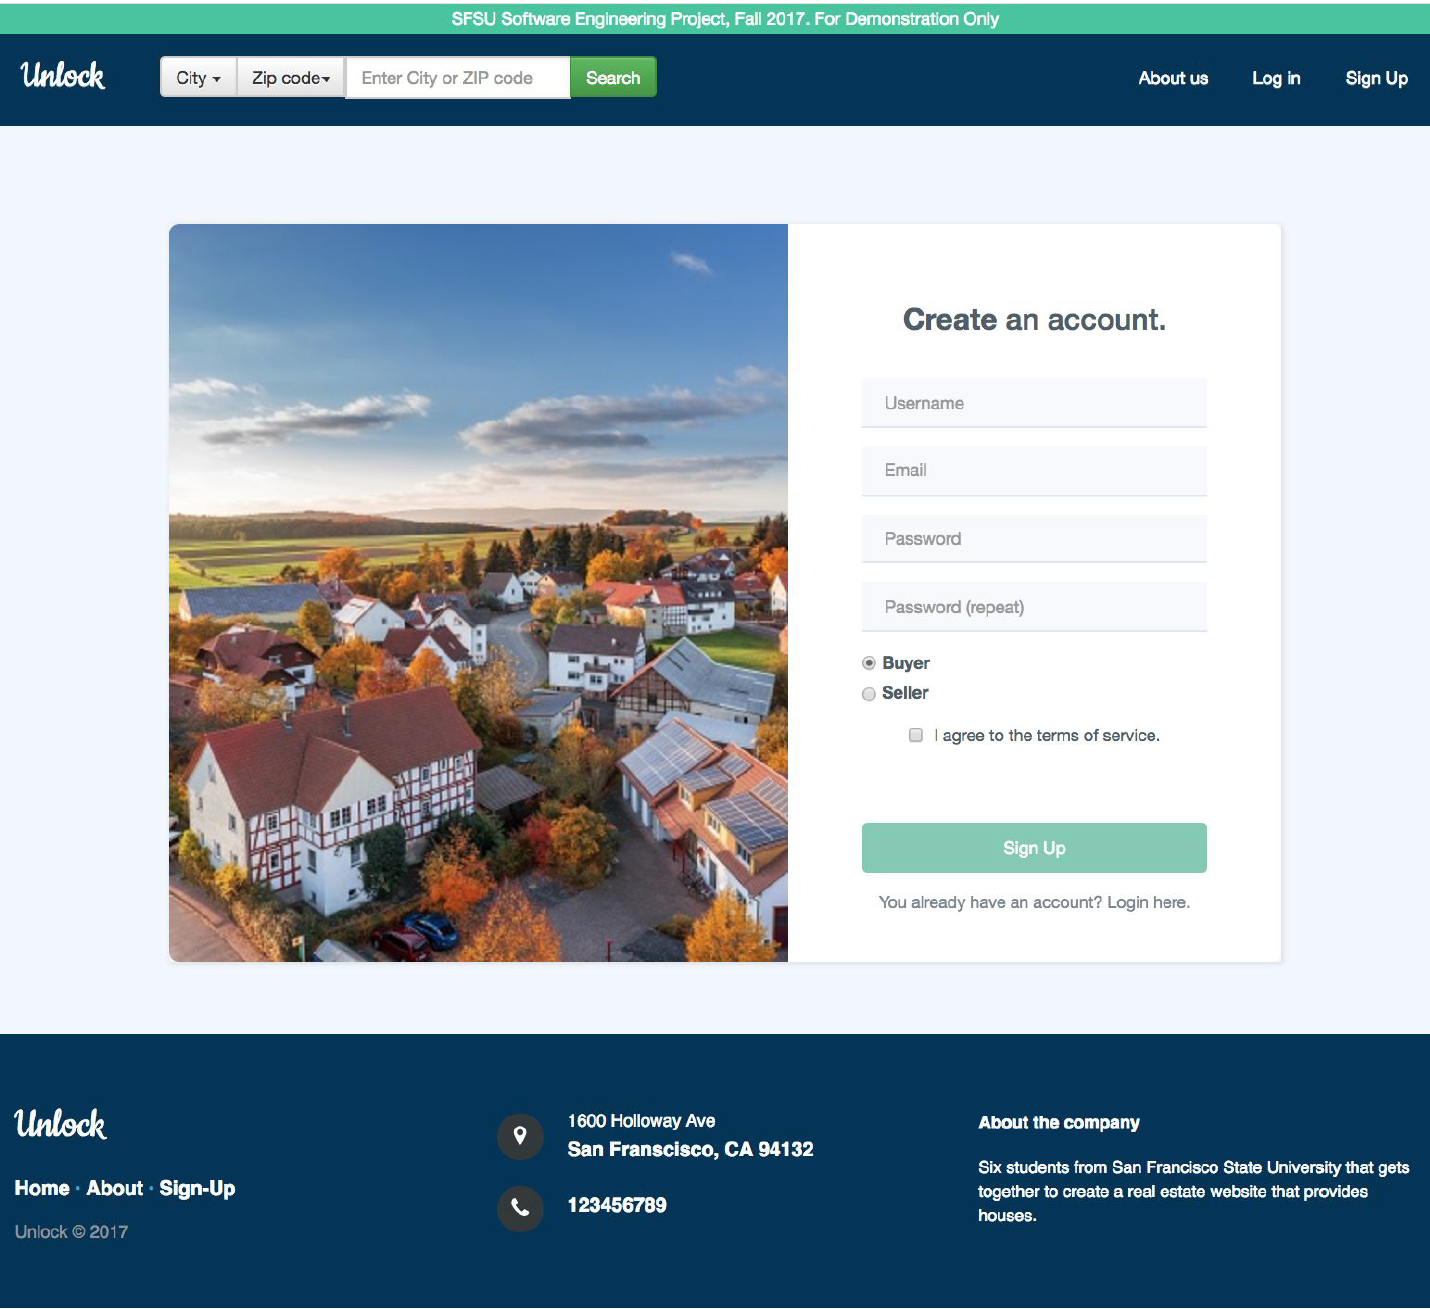 SFSU Software Engineering Project, Fall 2017. For Demonstration Only
Unlock
City
Zip code
Enter City or ZIP code
Search
About us
Log in
Sign Up
Create an account.
Username
Email
Password
Password (repeat)
Buyer
Seller
I agree to the terms of service.
Sign Up
You already have an account? Login here.
Unlock
Home · About · Sign-Up
Unlock © 2017
1600 Holloway Ave
San Franscisco, CA 94132
123456789
About the company
Six students from San Francisco State University that gets
together to create a real estate website that provides
houses.